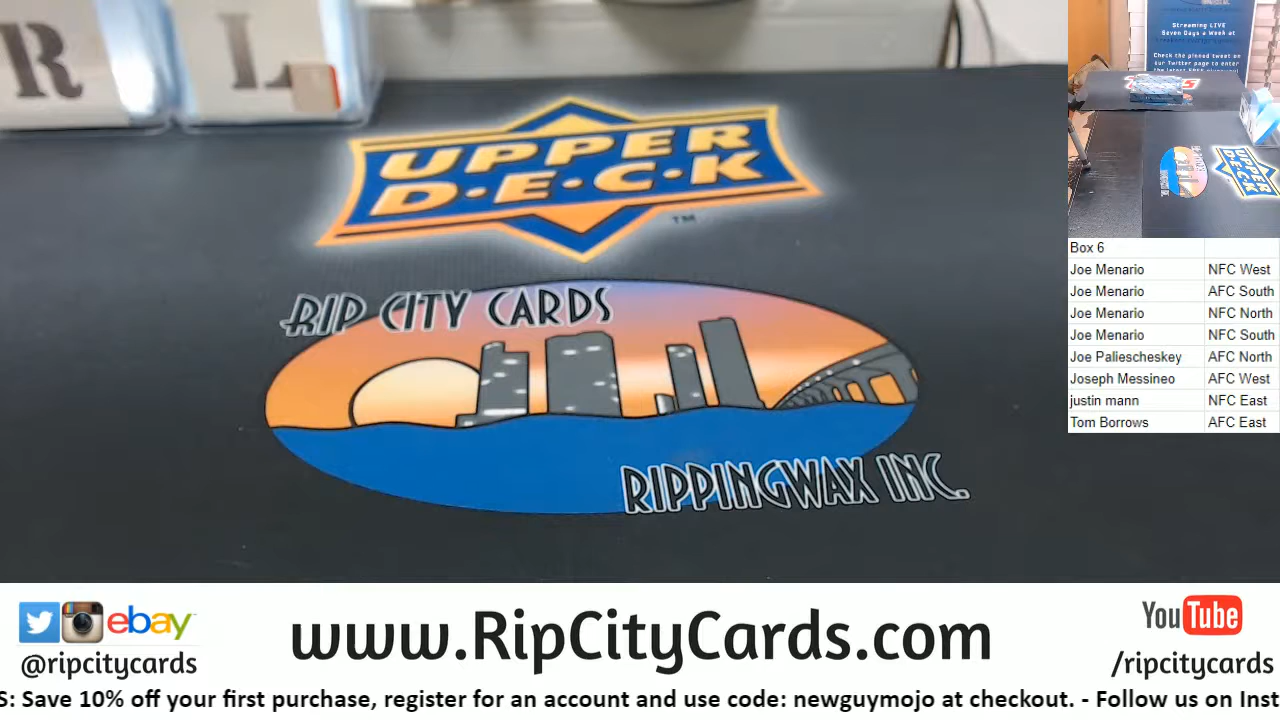 R
L
UPPER
D·E·C·K
™
RIP CITY CARDS
RIPPINGWAX INC.
Streaming LIVE
Seven Days a Week at
Check the pinned tweet on
our Twitter page to enter
UPPER
DECK
Box 6
Joe Menario NFC West
Joe Menario AFC South
Joe Menario NFC North
Joe Menario NFC South
Joe Paliescheskey AFC North
Joseph Messineo AFC West
justin mann NFC East
Tom Borrows AFC East
ebay
@ripcitycards
www.RipCityCards.com
YouTube
/ripcitycards
S: Save 10% off your first purchase, register for an account and use code: newguymojo at checkout. - Follow us on Inst